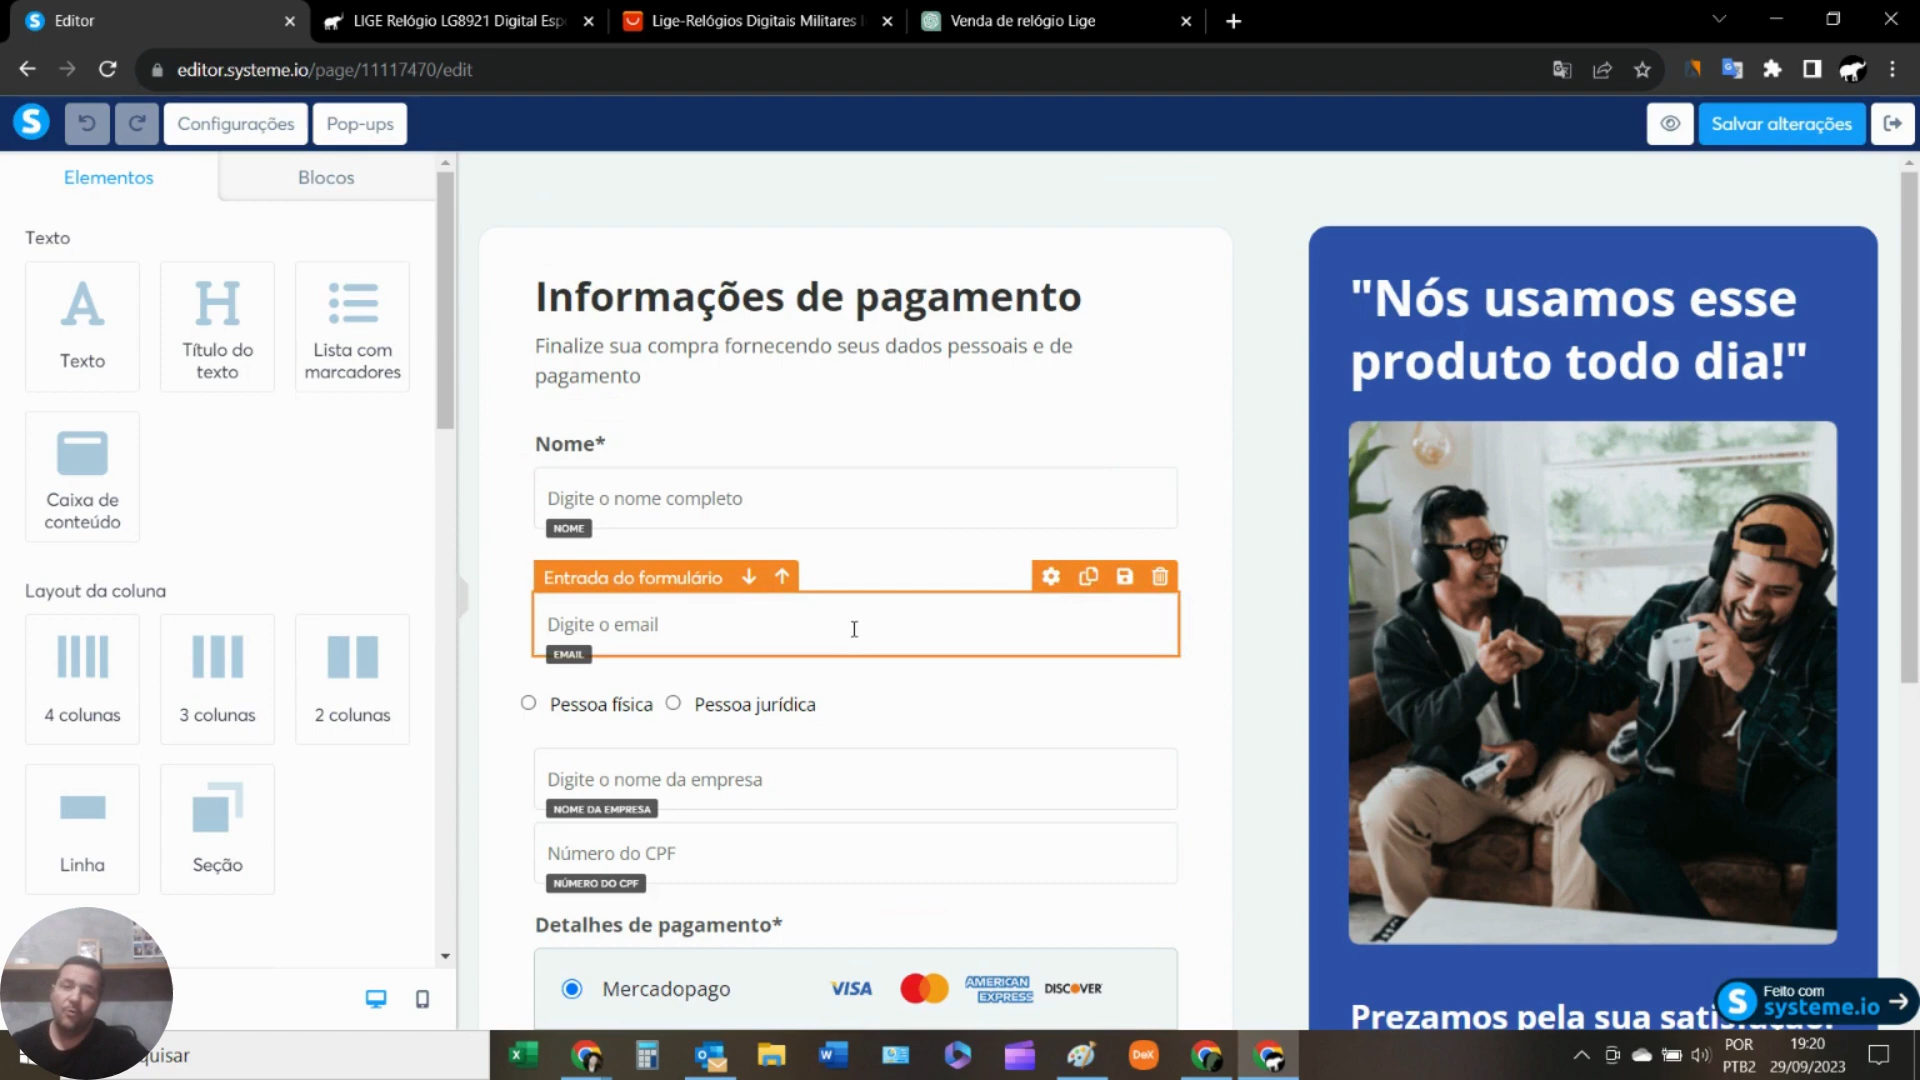 Editor
LIGE Relógio LG8921 Digital Esp
Lige-Relógios Digitais Militares
Venda de relógio Lige
editor.systeme.io/page/11117470/edit
S
Configurações
Pop-ups
Salvar alterações
Elementos
Blocos
Texto
A
Texto
H
Título do
texto
Lista com
marcadores
Caixa de
conteúdo
Layout da coluna
4 colunas
3 colunas
2 colunas
Linha
Seção
Informações de pagamento
Finalize sua compra fornecendo seus dados pessoais e de
pagamento
Nome*
Digite o nome completo
NOME
Entrada do formulário
Digite o email
EMAIL
Pessoa física
Pessoa jurídica
Digite o nome da empresa
NOME DA EMPRESA
Número do CPF
NÚMERO DO CPF
Detalhes de pagamento*
Mercadopago
VISA
AMERICAN
EXPRESS
DISCOVER
"Nós usamos esse
produto todo dia!"
Prezamos pela sua
S
Feito com
systeme.io
quisar
POR
PTB2
19:20
29/09/2023